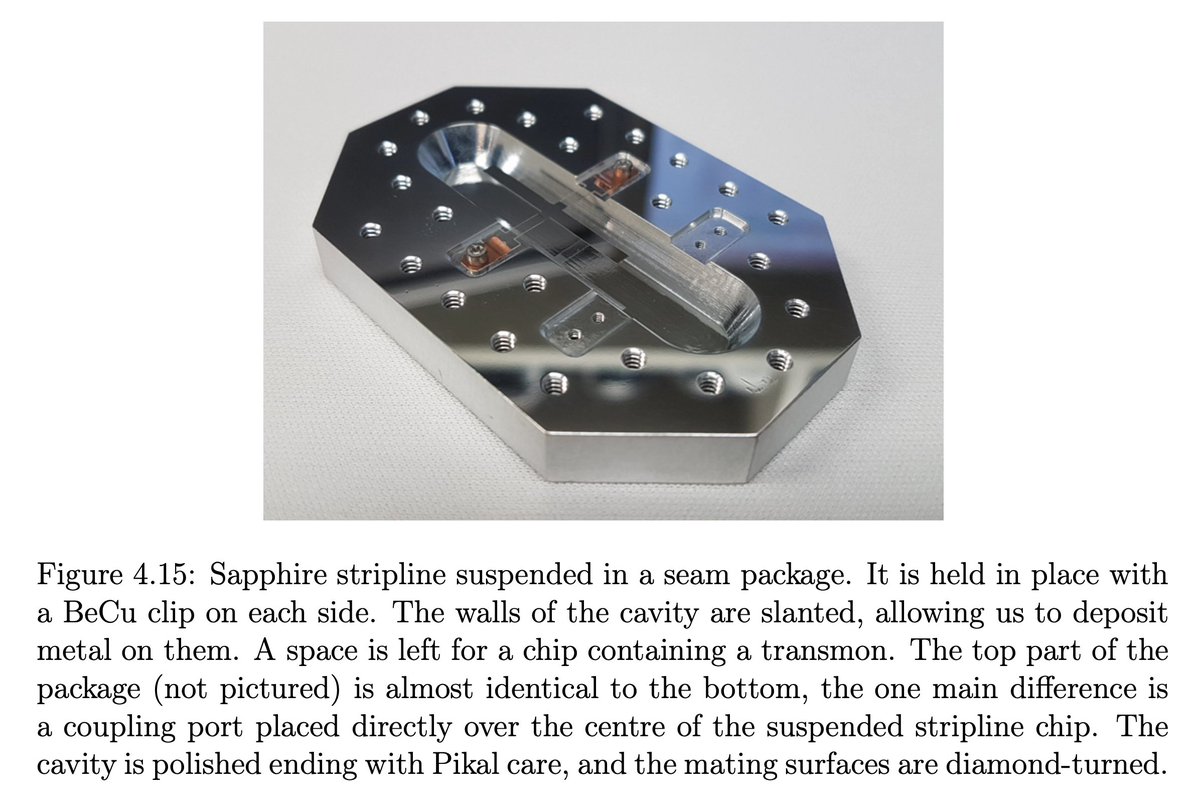 Figure 4.15: Sapphire stripline suspended in a seam package. It is held in place with
a BeCu clip on each side. The walls of the cavity are slanted, allowing us to deposit
metal on them. A space is left for a chip containing a transmon. The top part of the
package (not pictured) is almost identical to the bottom, the one main difference is
a coupling port placed directly over the centre of the suspended stripline chip. The
cavity is polished ending with Pikal care, and the mating surfaces are diamond-turned.